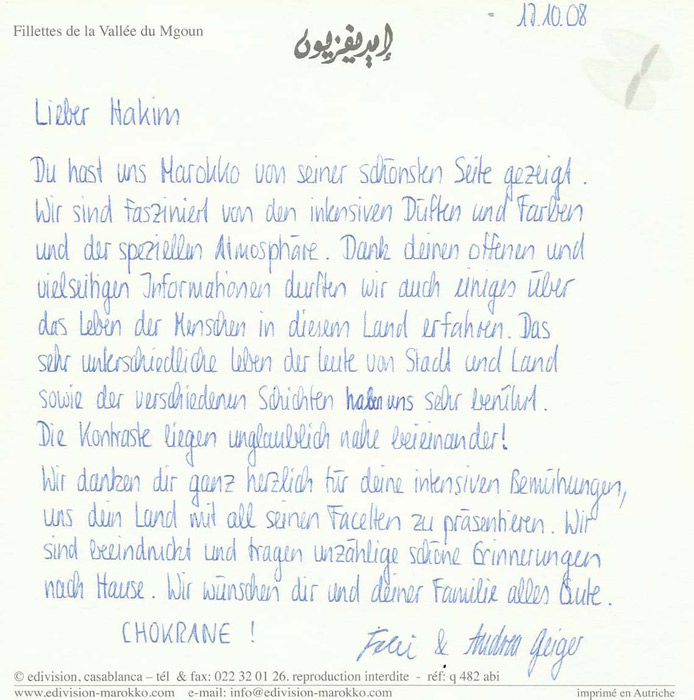 17.10.08
Fillettes de la Vallée du Mgoun
إيديفزيون
Lieber Hakim
Du hast uns Marokko von seiner schönsten Seite gezeigt.
Wir sind fasziniert von den intensiven Düften und Farben
und der speziellen Atmosphäre. Dank deinen offenen und
vielseitigen Informationen durften wir auch einiges über
das Leben der Menschen in diesem Land erfahren. Das
sehr unterschiedliche Leben der Leute von Stadt und Land
sowie der verschiedenen Schichten haben uns sehr berührt.
Die Kontraste liegen unglaublich nahe beieinander!
Wir danken dir ganz herzlich für deine intensiven Bemühungen,
uns dein Land mit all seinen Facetten zu präsentieren. Wir
sind beeindruckt und tragen unzählige schöne Erinnerungen
nach Hause. Wir wünschen dir und deiner Familie alles Gute.
CHOKRANE !
& Andrea Geiger
© edivision, casablanca – tél & fax: 022 32 01 26. reproduction interdite - réf: q 482 abi
www.edivision-marokko.com e-mail: info@edivision-marokko.com imprimé en Autriche